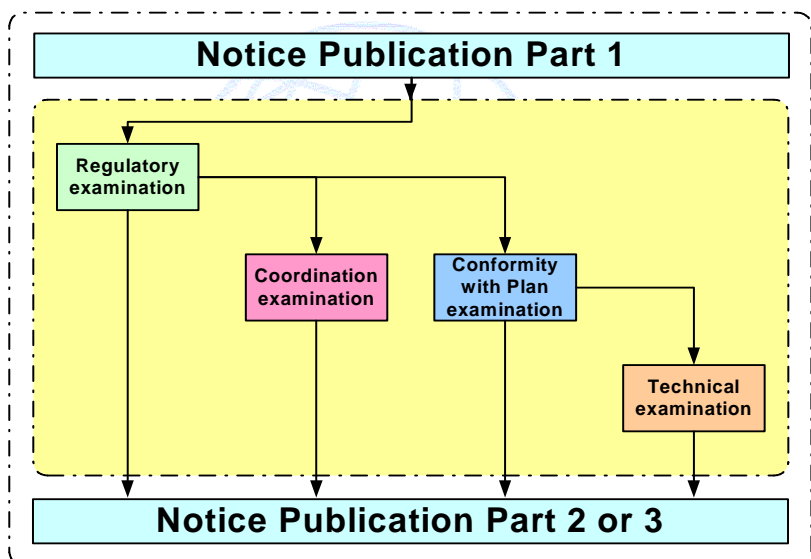 Notice Publication Part 1
Regulatory
examination
Coordination
examination
Conformity
with Plan
examination
Technical
examination
Notice Publication Part 2 or 3